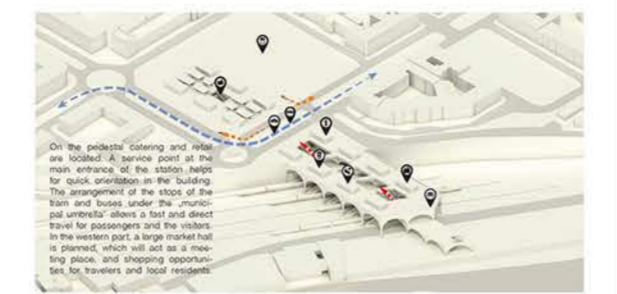 On the pedestal catering and retail
are located. A service point at the
main entrance of the station helps
for quick orientation in the building.
The arrangement of the stops of the
tram and buses under the „munici-
pal umbrella“ allows a fast and direct
travel for passengers and the visitors.
In the western part, a large market hall
is planned, which will act as a mee-
ting place, and shopping opportuni-
ties for travelers and local residents.